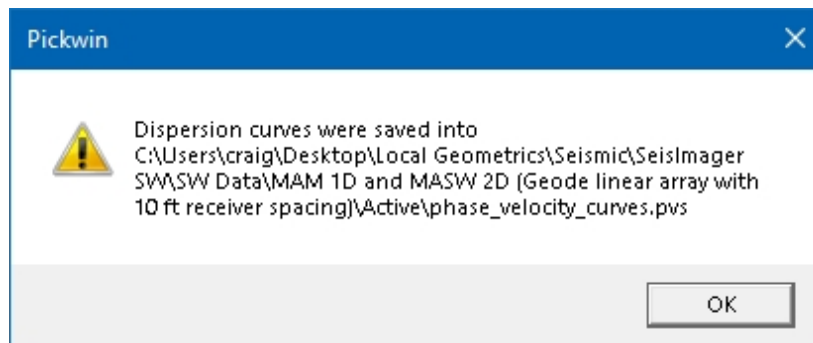 Pickwin
Dispersion curves were saved into
C:\Users\craig\Desktop\Local Geometrics\Seismic\SeisImager
SW\SW Data\MAM 1D and MASW 2D (Geode linear array with
10 ft receiver spacing)\Active\phase_velocity_curves.pvs
OK